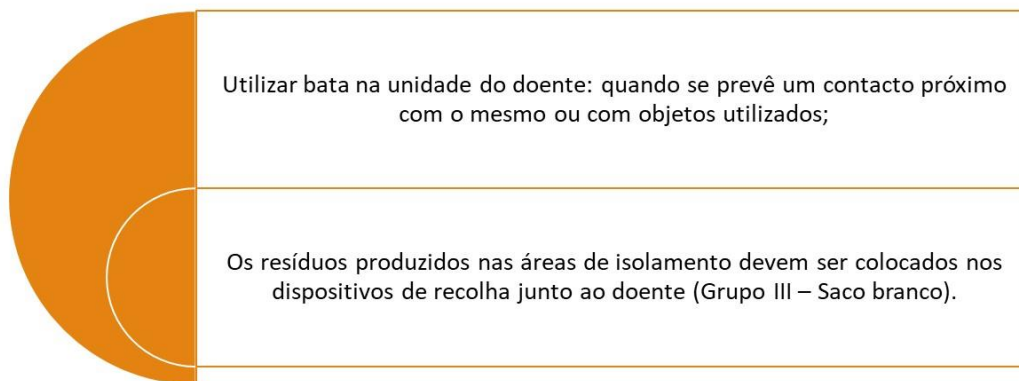 Utilizar bata na unidade do doente: quando se prevê um contacto próximo
com o mesmo ou com objetos utilizados;
Os resíduos produzidos nas áreas de isolamento devem ser colocados nos
dispositivos de recolha junto ao doente (Grupo III – Saco branco).